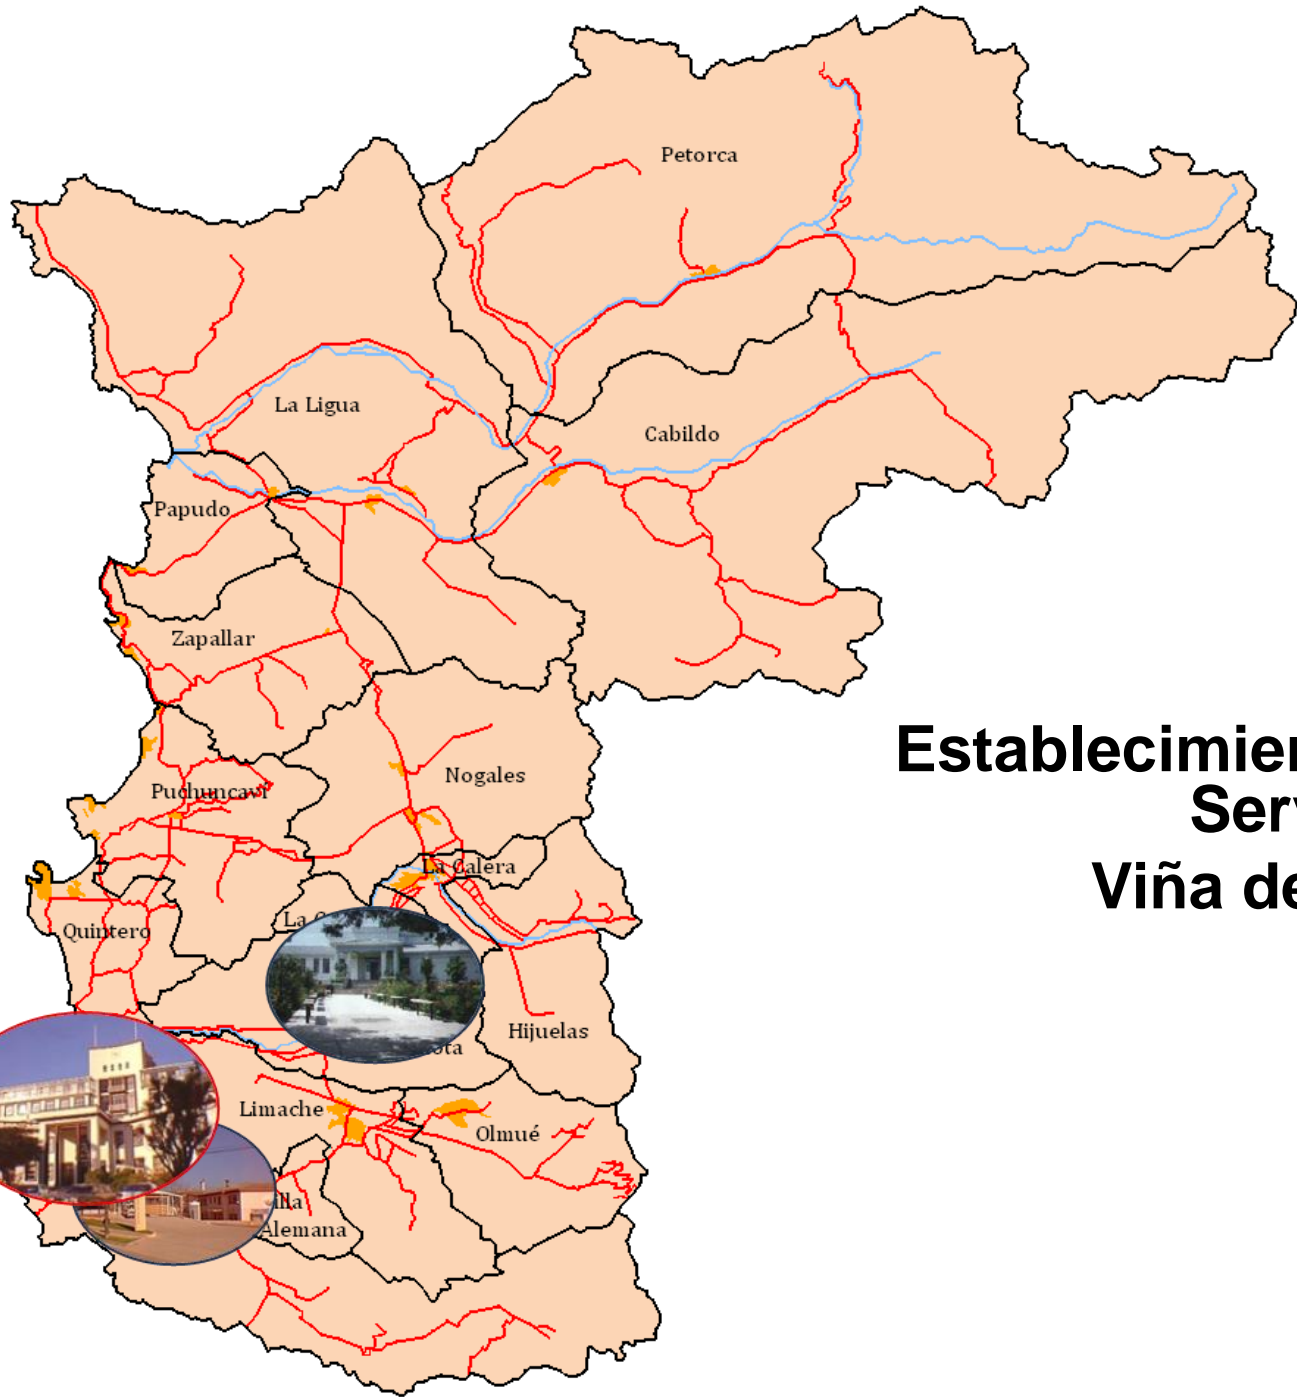 Petorca
La Ligua
Cabildo
Papudo
Zapallar
Nogales
Puchuncaví
La Calera
La
Quintero
Hijuelas
Limache
Olmué
Alemana
Establecimien
Serv
Viña de